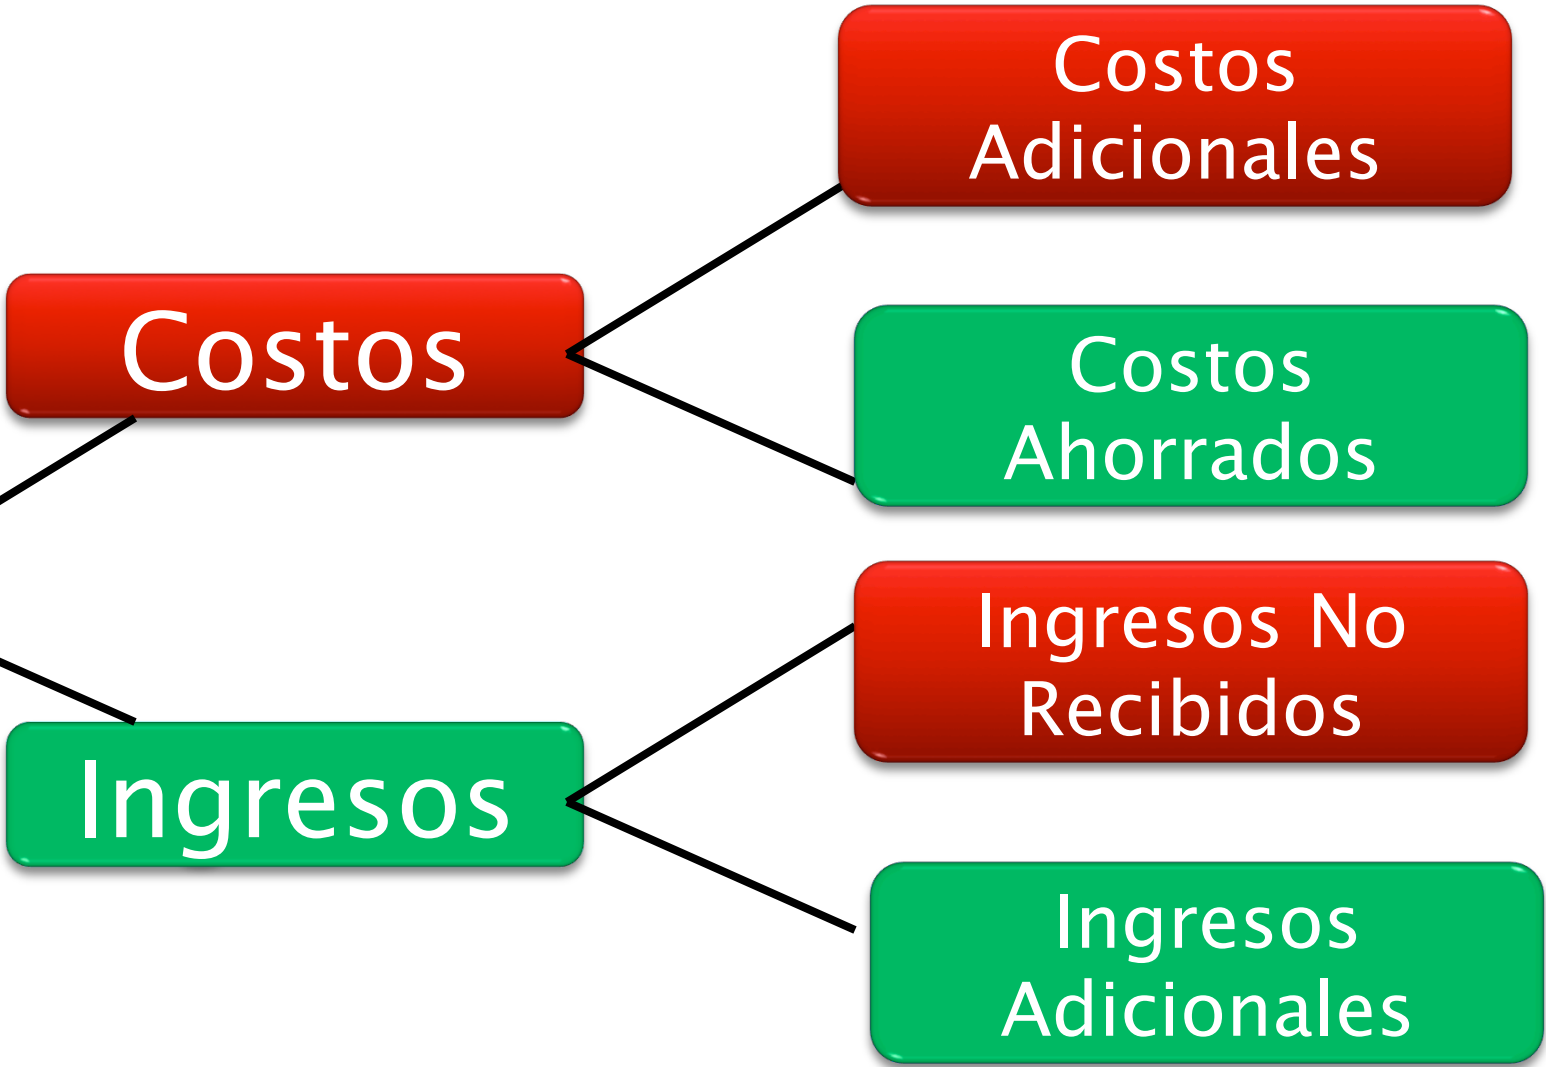 Costos
Adicionales
Costos
Costos
Ahorrados
Ingresos No
Recibidos
Ingresos
Ingresos
Adicionales